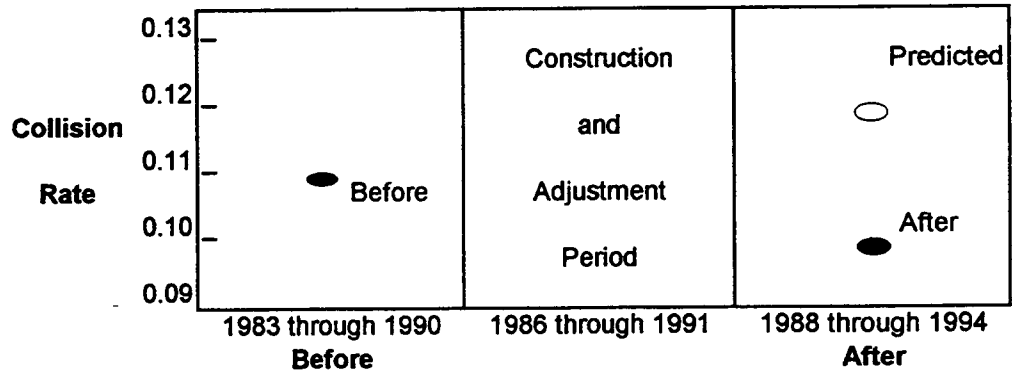 0.13
0.12
0.11
0.10
0.09
Collision
Rate
Before
Construction
and
Adjustment
Period
Predicted
After
1983 through 1990
Before
1986 through 1991
1988 through 1994
After